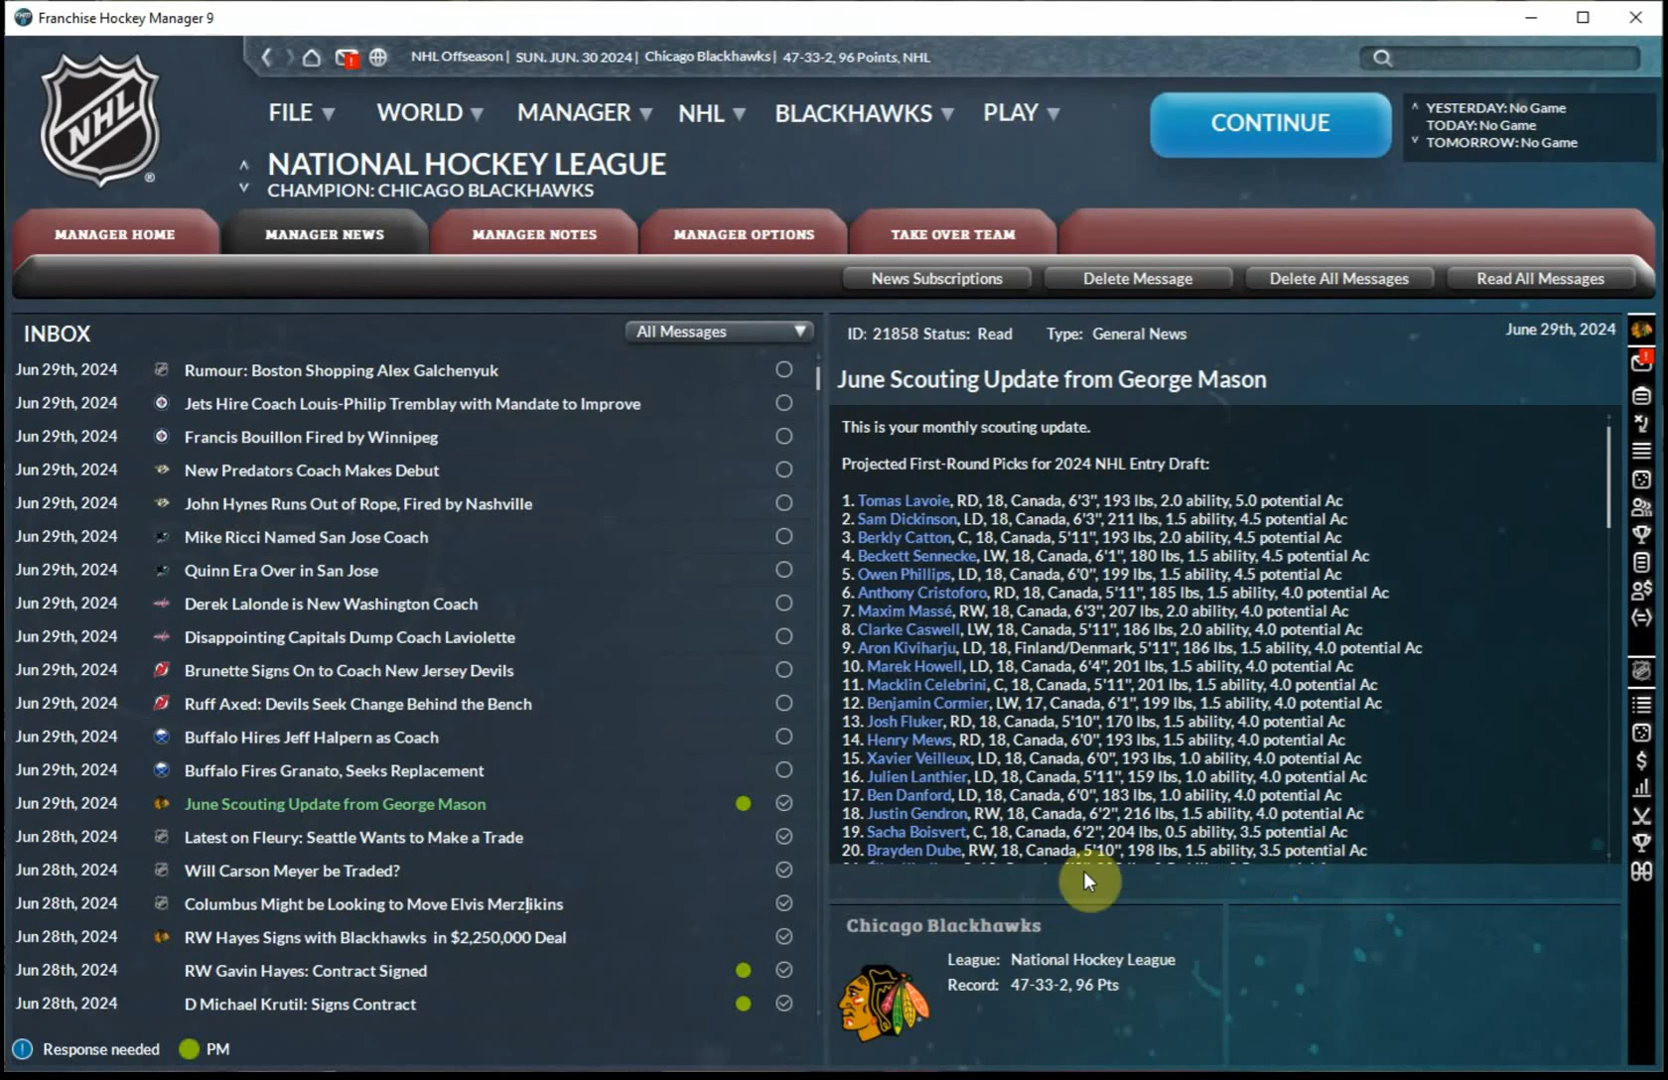 Franchise Hockey Manager 9
NHL Offseason | SUN. JUN. 30 2024 | Chicago Blackhawks | 47-33-2, 96 Points, NHL
FILE WORLD MANAGER NHL BLACKHAWKS PLAY
CONTINUE
YESTERDAY: No Game
TODAY: No Game
TOMORROW: No Game
NHL
NATIONAL HOCKEY LEAGUE
CHAMPION: CHICAGO BLACKHAWKS
MANAGER HOME MANAGER NEWS MANAGER NOTES MANAGER OPTIONS TAKE OVER TEAM
News Subscriptions Delete Message Delete All Messages Read All Messages
INBOX All Messages
Jun 29th, 2024 Rumour: Boston Shopping Alex Galchenyuk
Jun 29th, 2024 Jets Hire Coach Louis-Philip Tremblay with Mandate to Improve
Jun 29th, 2024 Francis Bouillon Fired by Winnipeg
Jun 29th, 2024 New Predators Coach Makes Debut
Jun 29th, 2024 John Hynes Runs Out of Rope, Fired by Nashville
Jun 29th, 2024 Mike Ricci Named San Jose Coach
Jun 29th, 2024 Quinn Era Over in San Jose
Jun 29th, 2024 Derek Lalonde is New Washington Coach
Jun 29th, 2024 Disappointing Capitals Dump Coach Laviolette
Jun 29th, 2024 Brunette Signs On to Coach New Jersey Devils
Jun 29th, 2024 Ruff Axed: Devils Seek Change Behind the Bench
Jun 29th, 2024 Buffalo Hires Jeff Halpern as Coach
Jun 29th, 2024 Buffalo Fires Granato, Seeks Replacement
Jun 29th, 2024 June Scouting Update from George Mason
Jun 28th, 2024 Latest on Fleury: Seattle Wants to Make a Trade
Jun 28th, 2024 Will Carson Meyer be Traded?
Jun 28th, 2024 Columbus Might be Looking to Move Elvis Merzlikins
Jun 28th, 2024 RW Hayes Signs with Blackhawks in $2,250,000 Deal
Jun 28th, 2024 RW Gavin Hayes: Contract Signed
Jun 28th, 2024 D Michael Krutil: Signs Contract
Response needed PM
ID: 21858 Status: Read Type: General News June 29th, 2024
June Scouting Update from George Mason
This is your monthly scouting update.
Projected First-Round Picks for 2024 NHL Entry Draft:
1. Tomas Lavoie, RD, 18, Canada, 6'3", 193 lbs, 2.0 ability, 5.0 potential Ac
2. Sam Dickinson, LD, 18, Canada, 6'3", 211 lbs, 1.5 ability, 4.5 potential Ac
3. Berkly Catton, C, 18, Canada, 5'11", 193 lbs, 2.0 ability, 4.5 potential Ac
4. Beckett Sennecke, LW, 18, Canada, 6'1", 180 lbs, 1.5 ability, 4.5 potential Ac
5. Owen Phillips, LD, 18, Canada, 6'0", 199 lbs, 1.5 ability, 4.5 potential Ac
6. Anthony Cristoforo, RD, 18, Canada, 5'11", 185 lbs, 1.5 ability, 4.0 potential Ac
7. Maxim Massé, RW, 18, Canada, 6'3", 207 lbs, 2.0 ability, 4.0 potential Ac
8. Clarke Caswell, LW, 18, Canada, 5'11", 186 lbs, 2.0 ability, 4.0 potential Ac
9. Aron Kiviharju, LD, 18, Finland/Denmark, 5'11", 186 lbs, 1.5 ability, 4.0 potential Ac
10. Marek Howell, LD, 18, Canada, 6'4", 201 lbs, 1.5 ability, 4.0 potential Ac
11. Macklin Celebrini, C, 18, Canada, 5'11", 201 lbs, 1.5 ability, 4.0 potential Ac
12. Benjamin Cormier, LW, 17, Canada, 6'1", 199 lbs, 1.5 ability, 4.0 potential Ac
13. Josh Fluker, RD, 18, Canada, 5'10", 170 lbs, 1.5 ability, 4.0 potential Ac
14. Henry Mews, RD, 18, Canada, 6'0", 193 lbs, 1.5 ability, 4.0 potential Ac
15. Xavier Veilleux, LD, 18, Canada, 6'0", 193 lbs, 1.0 ability, 4.0 potential Ac
16. Julien Lanthier, LD, 18, Canada, 5'11", 159 lbs, 1.0 ability, 4.0 potential Ac
17. Ben Danford, LD, 18, Canada, 6'0", 183 lbs, 1.0 ability, 4.0 potential Ac
18. Justin Gendron, RW, 18, Canada, 6'2", 216 lbs, 1.5 ability, 4.0 potential Ac
19. Sacha Boisvert, C, 18, Canada, 6'2", 204 lbs, 0.5 ability, 3.5 potential Ac
20. Brayden Dube, RW, 18, Canada, 5'10", 198 lbs, 1.5 ability, 3.5 potential Ac
Chicago Blackhawks
League: National Hockey League
Record: 47-33-2, 96 Pts